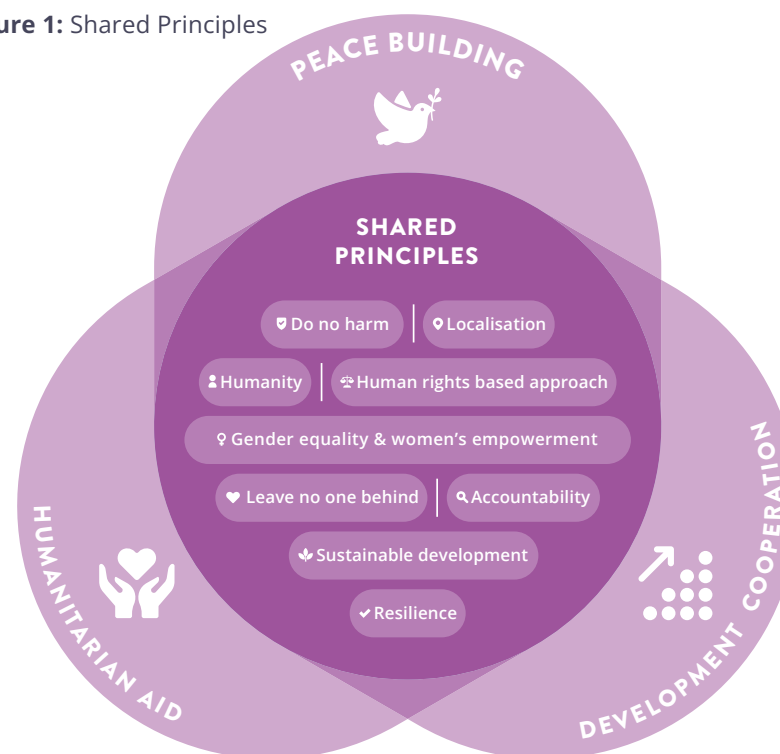 ure 1: Shared Principles
PEACE BUILDING
SHARED
PRINCIPLES
Do no harm | Localisation
Humanity | Human rights based approach
Gender equality & women's empowerment
Leave no one behind | Accountability
Sustainable development
Resilience
HUMANITARIAN AID
DEVELOPMENT COOPERATION